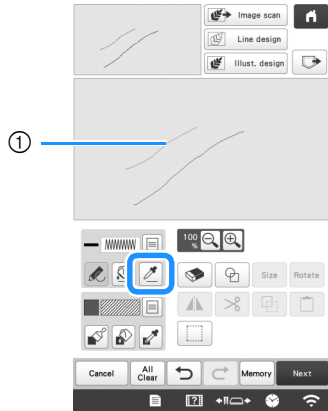 Image scan
Line design
Illust. design
①
100
%
Size
Rotate
Cancel
All
Clear
Memory
Next